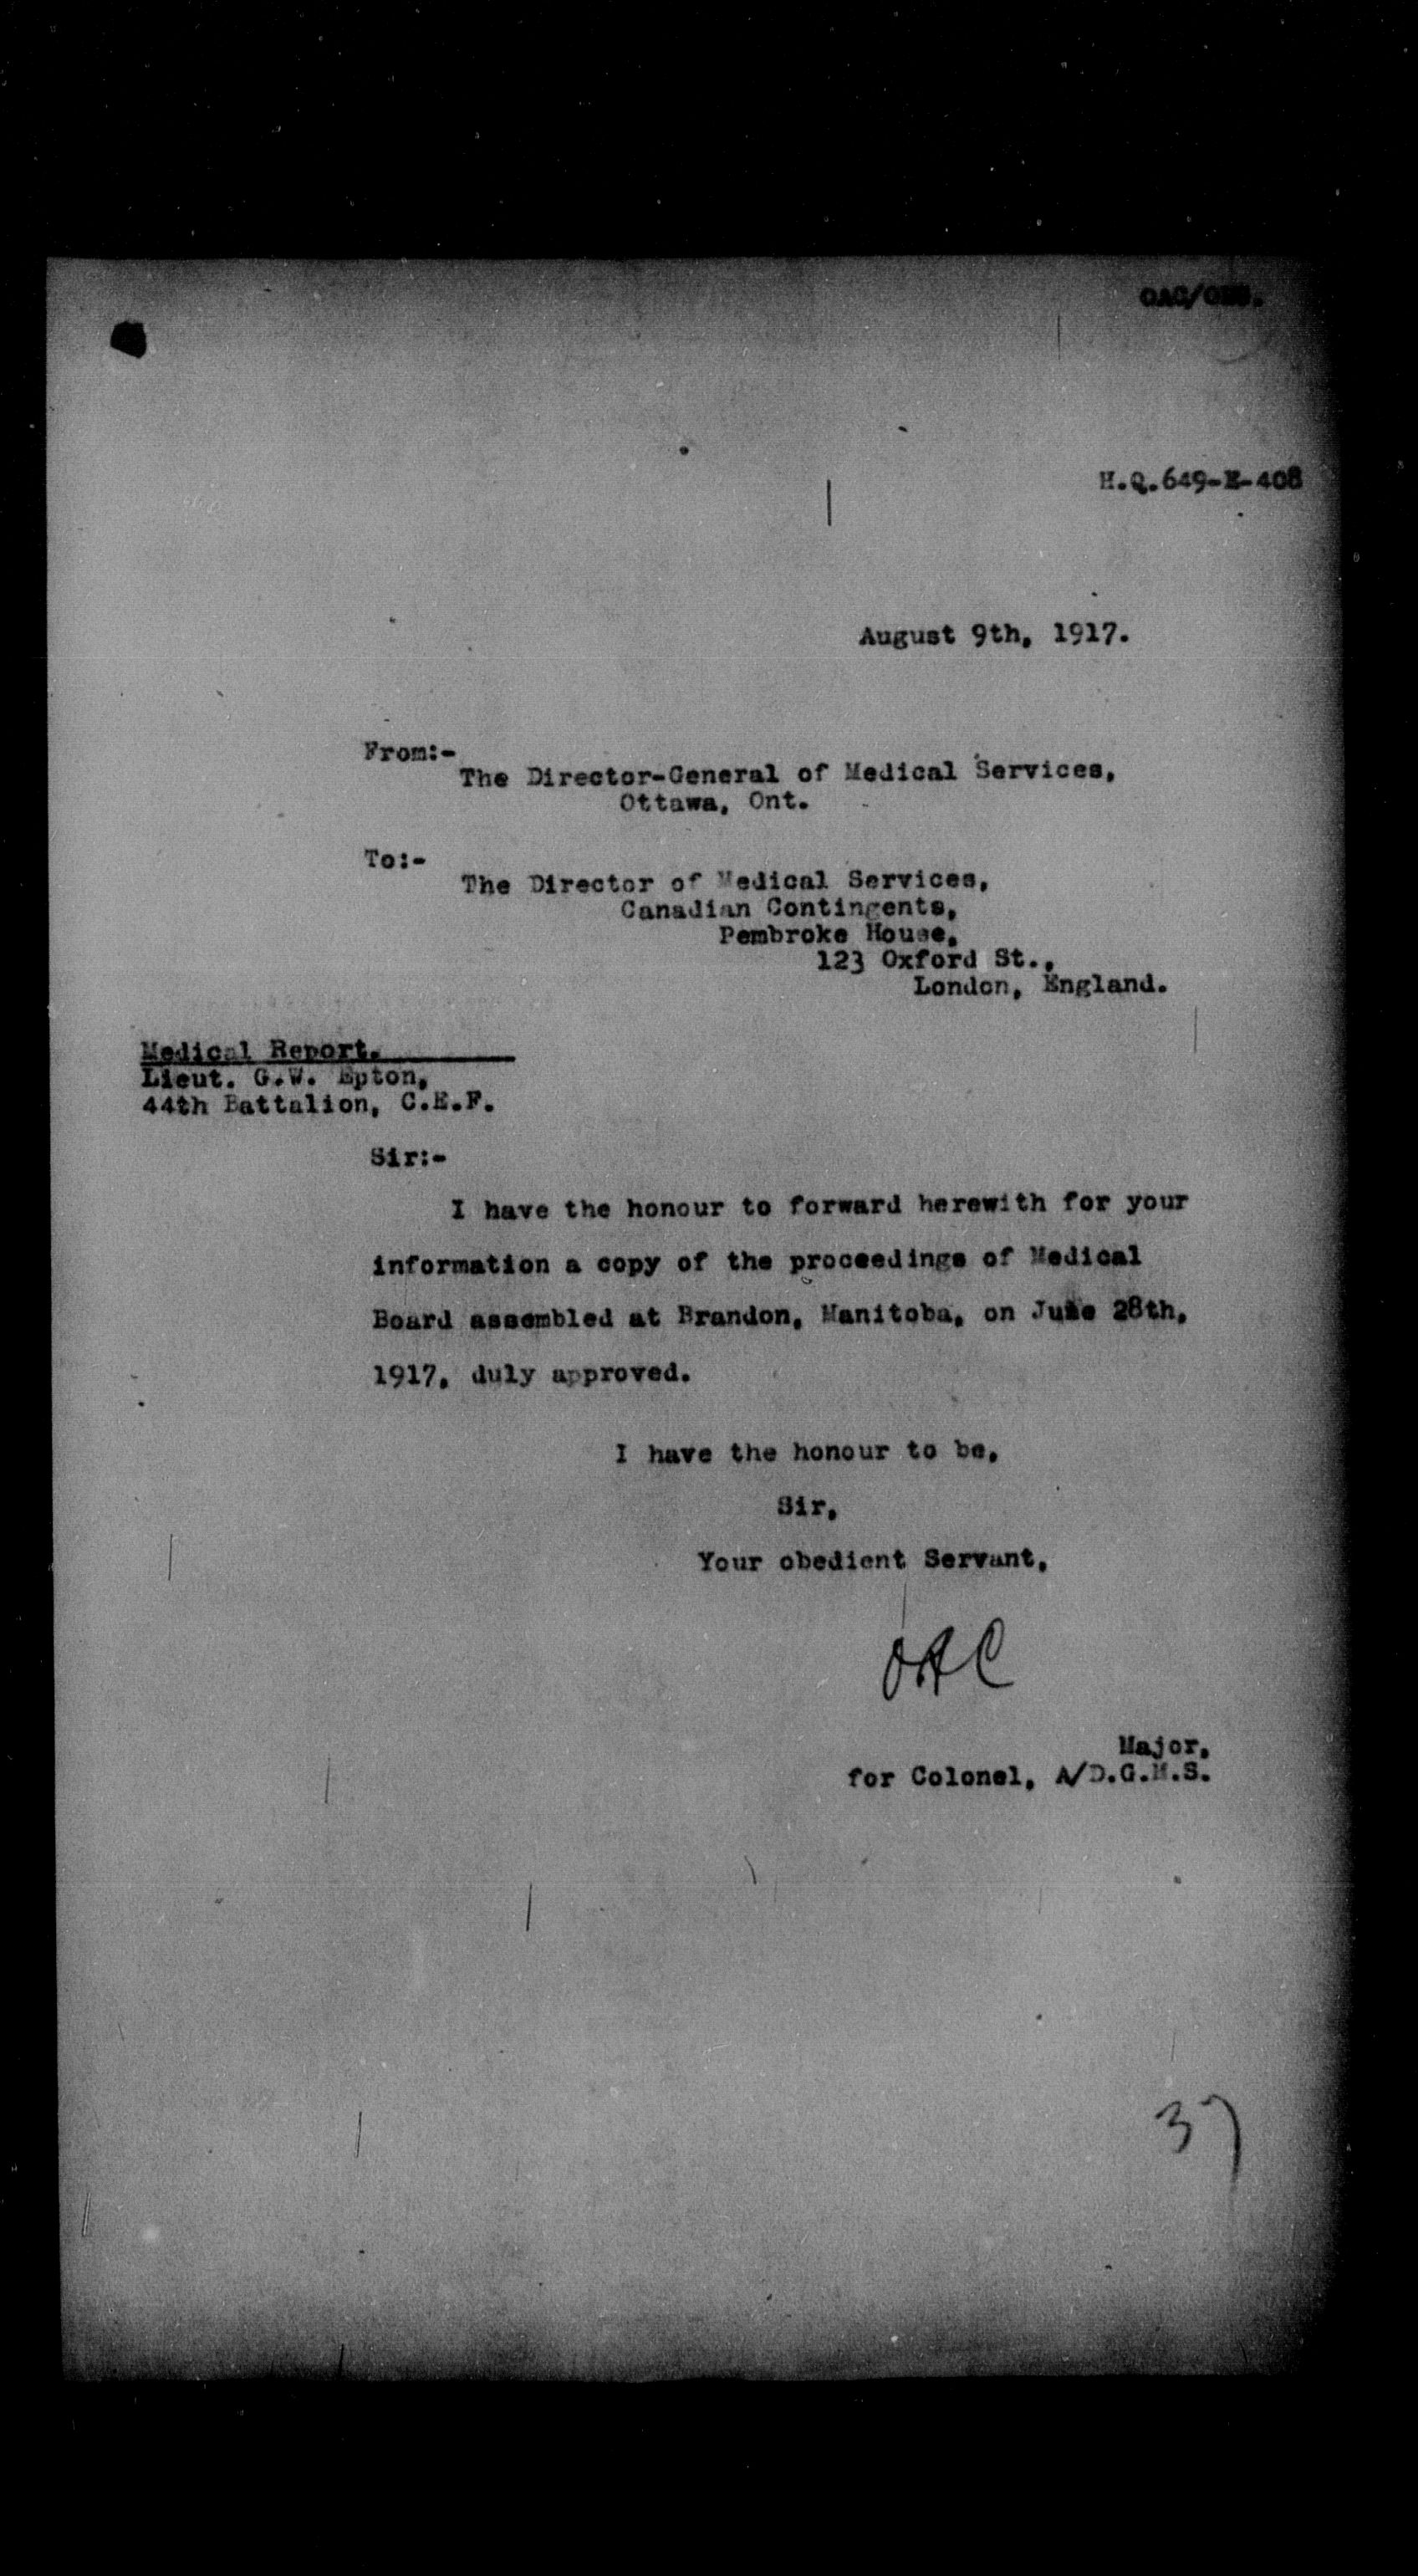 H.Q.649-E-408
August 9th, 1917.
From:-
The Director-General of Medical Services,
Ottawa, Ont.
To:-
The Director of Medical Services,
Canadian Contingents,
Pembroke House,
123 Oxford St.,
London, England.
Medical Report.
Lieut. G.W. Epton,
44th Battalion, C.E.F.
Sir:-
I have the honour to forward herewith for your
information a copy of the proceedings of Medical
Board assembled at Brandon, Manitoba, on June 28th,
1917, duly approved.
I have the honour to be,
Sir,
Your obedient Servant,
OAC
Major,
for Colonel, A/D.G.M.S.
37